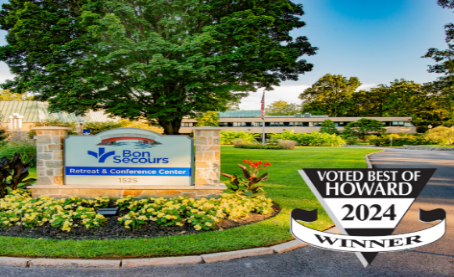 Bon
Secours
Retreat & Conference Center
1525
VOTED BEST OF
HOWARD
2024
WINNER